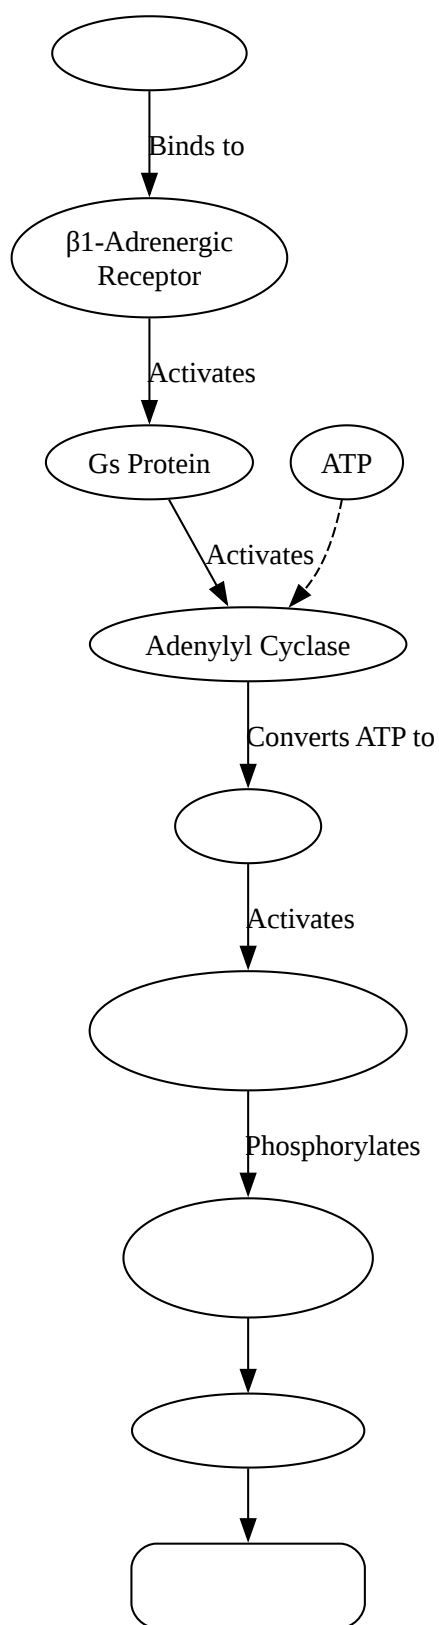 Binds to
β1-Adrenergic
Receptor
Activates
Gs Protein
ATP
Activates
Adenylyl Cyclase
Converts ATP to
Activates
Phosphorylates